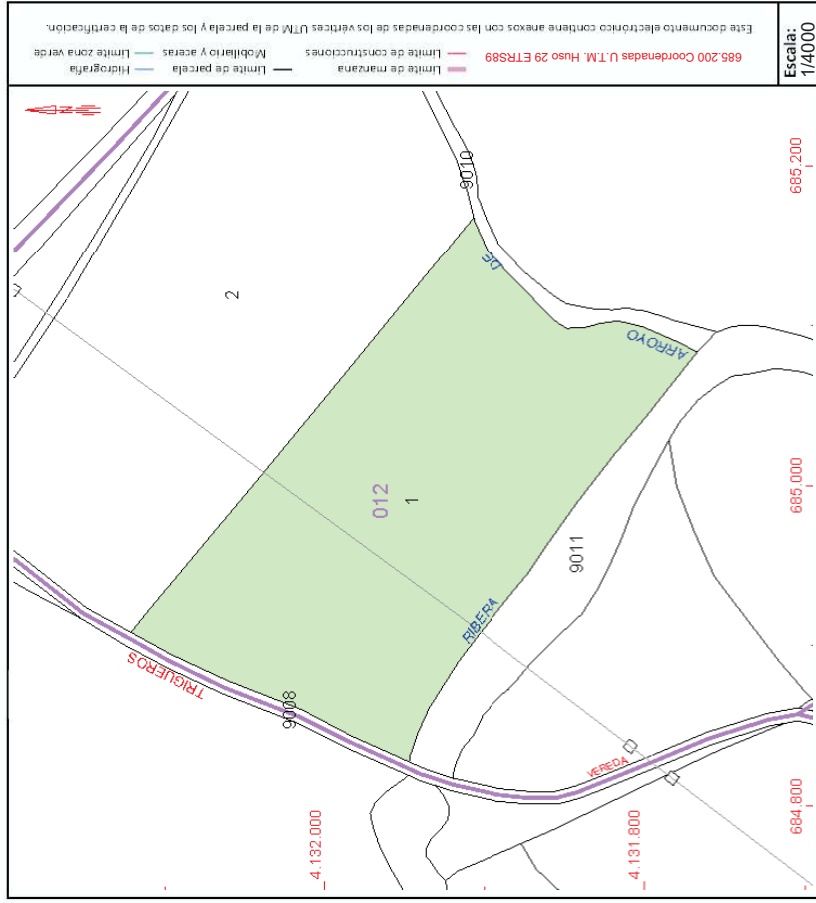 Este documento electrónico contiene anexos con las coordenadas de los vértices UTM de la parcela y los datos de la certificación.
685.200 Coordenadas U.T.M. Huso 29 ETRS89
Límite de manzana
Límite de construcciones
Límite de parcela
Mobiliario y aceras
Hidrografía
Límite zona verde
Escala:
1/4000
2
9010
DE
685.200
012
1
ARROYO
685.000
9011
RIBERA
TRIGUEROS
9008
VEREDA
4.132.000
4.131.800
684.800